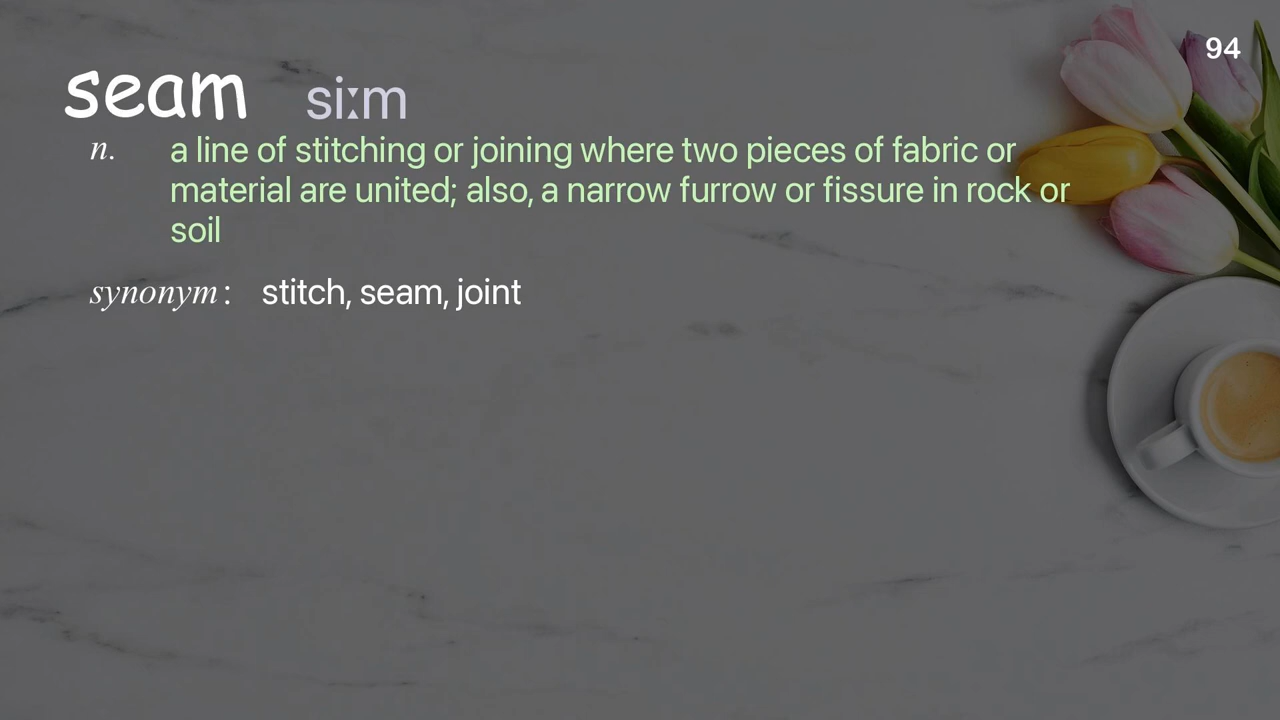 94
seam siːm
n. a line of stitching or joining where two pieces of fabric or
material are united; also, a narrow furrow or fissure in rock or
soil
synonym: stitch, seam, joint